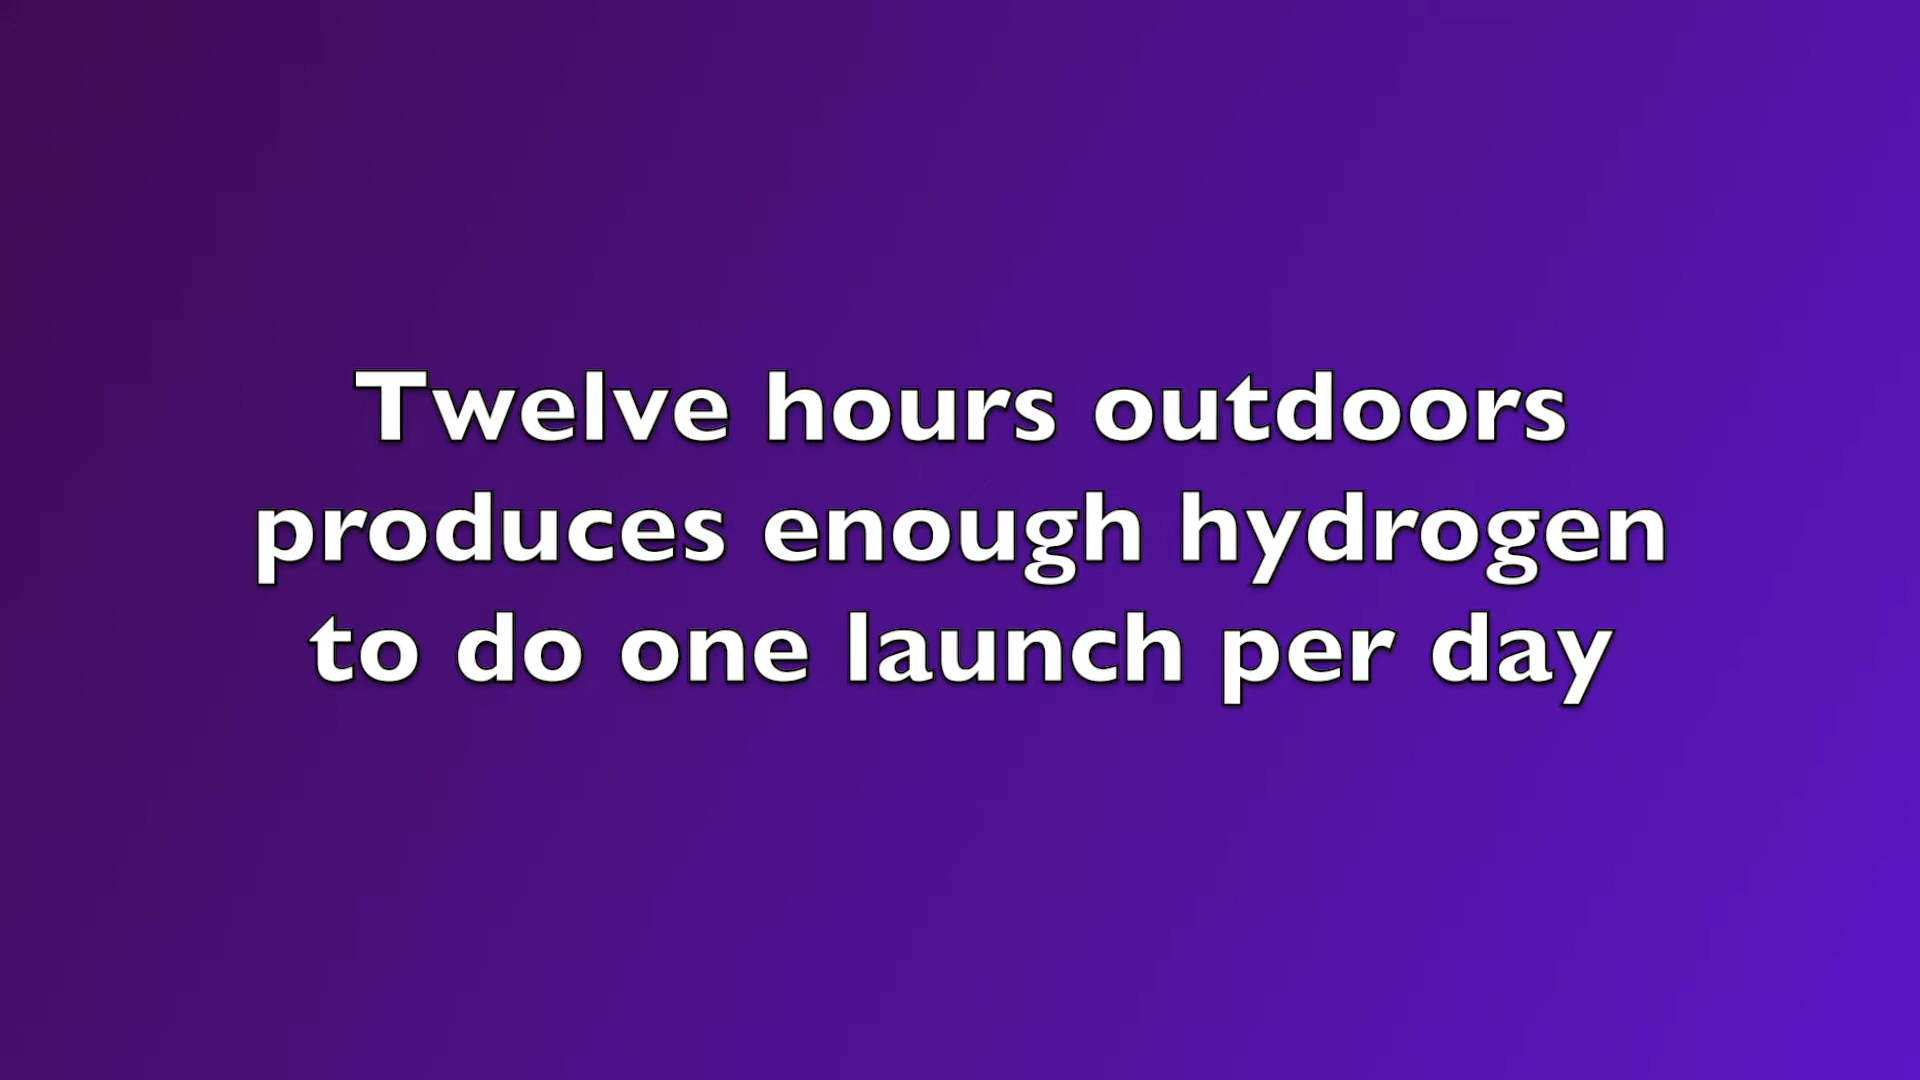 Twelve hours outdoors
produces enough hydrogen
to do one launch per day